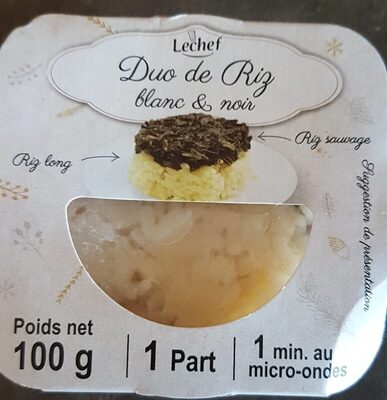 Lechef
Duo de Riz
blanc & noir
Riz sauvage
Riz long
Suggestion de présentation
Poids net
100 g
1 Part
1 min. au
micro-ondes